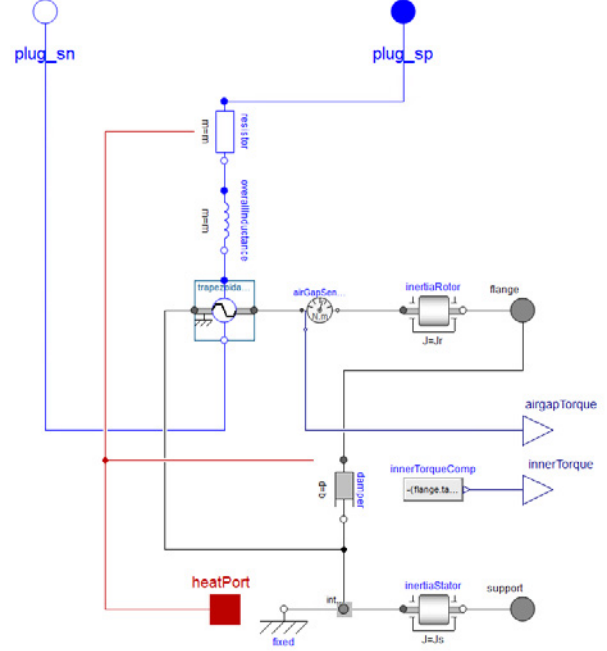 plug_sn
plug_sp
resistor
m=m
overallInductance
m=m
trapezoida...
airGapSen...
N.m
inertiaRotor
J=Jr
flange
airgapTorque
innerTorqueComp
-(flange.ta...
innerTorque
damper
d=b
heatPort
int...
fixed
inertiaStator
J=Js
support